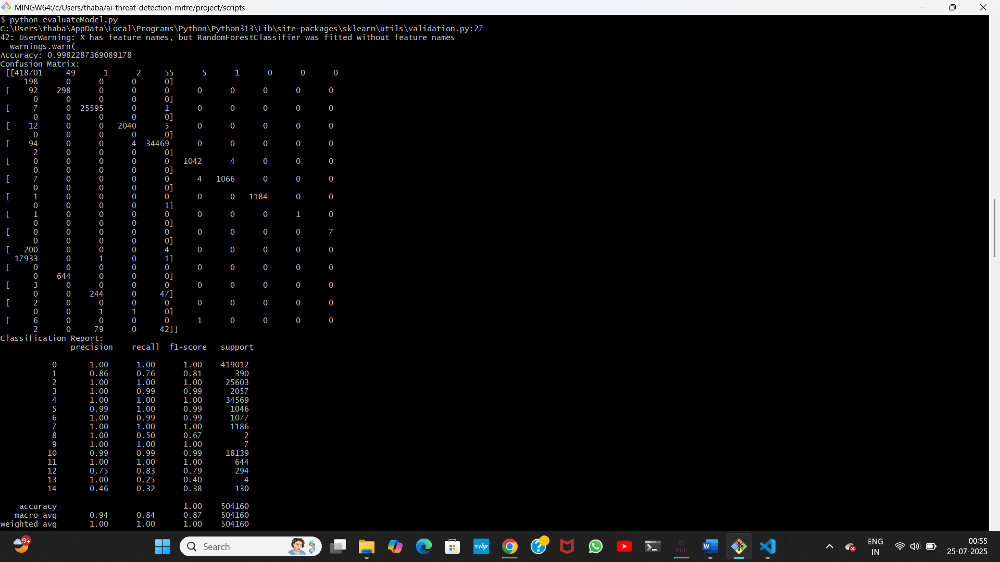 MINGW64:/c/Users/thaba/ai-threat-detection-mitre/project/scripts
$ python evaluateModel.py
C:\Users\thaba\AppData\Local\Programs\Python\Python313\Lib\site-packages\sklearn\utils\validation.py:27
42: UserWarning: X has feature names, but RandomForestClassifier was fitted without feature names
  warnings.warn(
Accuracy: 0.9982287369089178
Confusion Matrix:
 [[418701     49      1      2     55      5      1      0      0      0
     198      0      0      0      0]
 [    92    298      0      0      0      0      0      0      0      0
       0      0      0      0      0]
 [     7      0  25595      0      1      0      0      0      0      0
       0      0      0      0      0]
 [    12      0      0   2040      5      0      0      0      0      0
       0      0      0      0      0]
 [    94      0      0      4  34469      0      0      0      0      0
       2      0      0      0      0]
 [     0      0      0      0      0   1042      4      0      0      0
       0      0      0      0      0]
 [     7      0      0      0      0      4   1066      0      0      0
       0      0      0      0      0]
 [     1      0      0      0      0      0      0   1184      0      0
       0      0      0      0      1]
 [     1      0      0      0      0      0      0      0      1      0
       0      0      0      0      0]
 [     0      0      0      0      0      0      0      0      0      7
       0      0      0      0      0]
 [   200      0      0      0      4      0      0      0      0      0
   17933      0      1      0      1]
 [     0      0      0      0      0      0      0      0      0      0
       0    644      0      0      0]
 [     3      0      0      0      0      0      0      0      0      0
       0      0    244      0     47]
 [     2      0      0      0      0      0      0      0      0      0
       0      0      1      1      0]
 [     6      0      0      0      0      1      0      0      0      0
       2      0     79      0     42]]
Classification Report:
               precision    recall  f1-score   support
           0       1.00      1.00      1.00    419012
           1       0.86      0.76      0.81       390
           2       1.00      1.00      1.00     25603
           3       1.00      0.99      0.99      2057
           4       1.00      1.00      1.00     34569
           5       0.99      1.00      0.99      1046
           6       1.00      0.99      0.99      1077
           7       1.00      1.00      1.00      1186
           8       1.00      0.50      0.67         2
           9       1.00      1.00      1.00         7
          10       0.99      0.99      0.99     18139
          11       1.00      1.00      1.00       644
          12       0.75      0.83      0.79       294
          13       1.00      0.25      0.40         4
          14       0.46      0.32      0.38       130
    accuracy                           1.00    504160
   macro avg       0.94      0.84      0.87    504160
weighted avg       1.00      1.00      1.00    504160
9+
Search
myhp
FDU
ENG
IN
00:55
25-07-2025